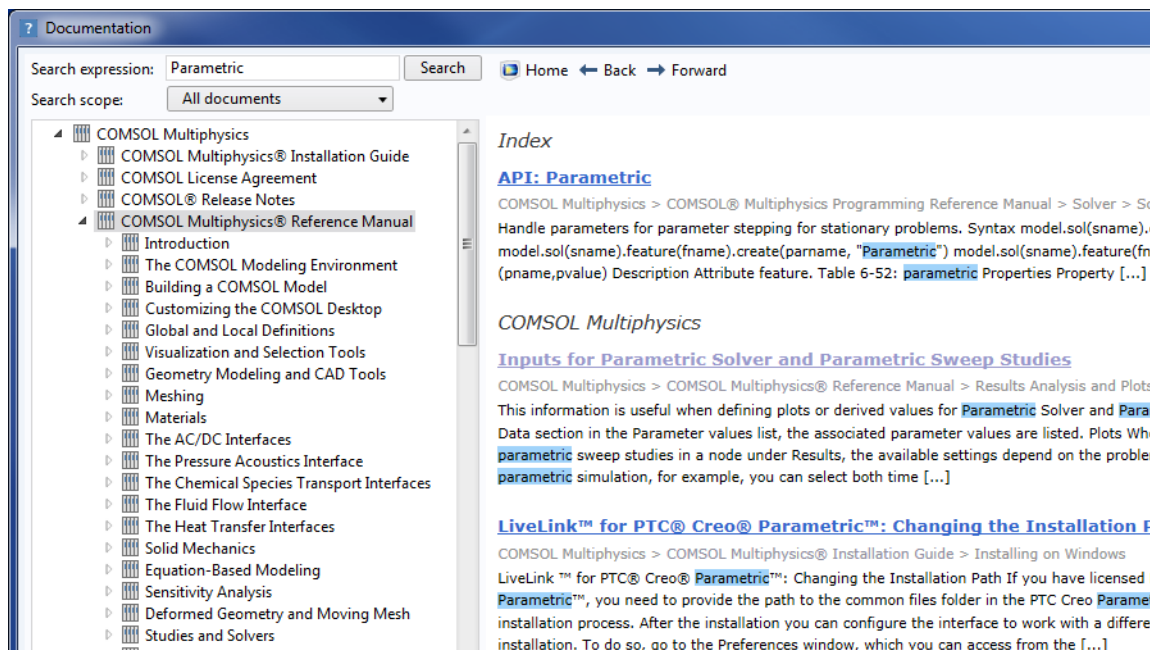 Documentation
Search expression: Parametric Search
Search scope: All documents
Home Back Forward
COMSOL Multiphysics
COMSOL Multiphysics® Installation Guide
COMSOL License Agreement
COMSOL® Release Notes
COMSOL Multiphysics® Reference Manual
Introduction
The COMSOL Modeling Environment
Building a COMSOL Model
Customizing the COMSOL Desktop
Global and Local Definitions
Visualization and Selection Tools
Geometry Modeling and CAD Tools
Meshing
Materials
The AC/DC Interfaces
The Pressure Acoustics Interface
The Chemical Species Transport Interfaces
The Fluid Flow Interface
The Heat Transfer Interfaces
Solid Mechanics
Equation-Based Modeling
Sensitivity Analysis
Deformed Geometry and Moving Mesh
Studies and Solvers
Index
API: Parametric
COMSOL Multiphysics > COMSOL® Multiphysics Programming Reference Manual > Solver > So
Handle parameters for parameter stepping for stationary problems. Syntax model.sol(sname).
model.sol(sname).feature(fname).create(parname, "Parametric") model.sol(sname).feature(fn
(pname,pvalue) Description Attribute feature. Table 6-52: parametric Properties Property [...]
COMSOL Multiphysics
Inputs for Parametric Solver and Parametric Sweep Studies
COMSOL Multiphysics > COMSOL Multiphysics® Reference Manual > Results Analysis and Plots
This information is useful when defining plots or derived values for Parametric Solver and Para
Data section in the Parameter values list, the associated parameter values are listed. Plots Whe
parametric sweep studies in a node under Results, the available settings depend on the proble
parametric simulation, for example, you can select both time [...]
LiveLink™ for PTC® Creo® Parametric™: Changing the Installation P
COMSOL Multiphysics > COMSOL Multiphysics® Installation Guide > Installing on Windows
LiveLink ™ for PTC® Creo® Parametric™: Changing the Installation Path If you have licensed
Parametric™, you need to provide the path to the common files folder in the PTC Creo Parame
installation process. After the installation you can configure the interface to work with a differe
installation. To do so, go to the Preferences window, which you can access from the [...]